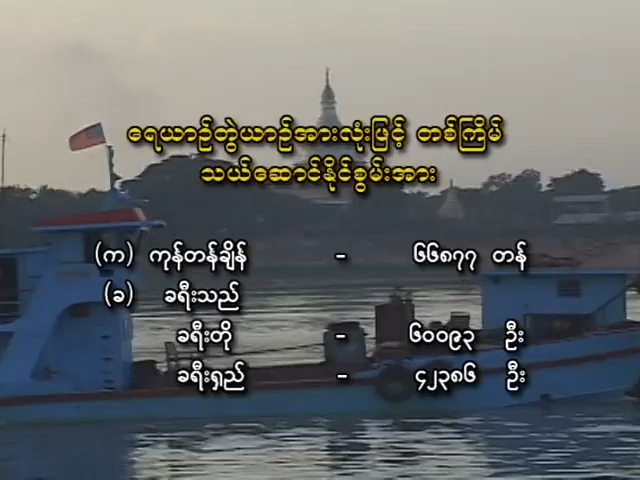 ရေယာဉ်တွဲယာဉ်အားလုံးဖြင့် တစ်ကြိမ်
သယ်ဆောင်နိုင်စွမ်းအား
(က) ကုန်တန်ချိန် - ၆၆၈၇၇ တန်
(ခ) ခရီးသည်
ခရီးတို - ၆၀၀၉၃ ဦး
ခရီးရှည် - ၄၂၃၈၆ ဦး